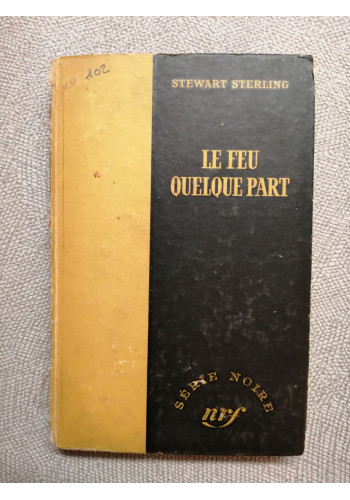 n° 102
STEWART STERLING
LE FEU
QUELQUE PART
SÉRIE NOIRE
nrf